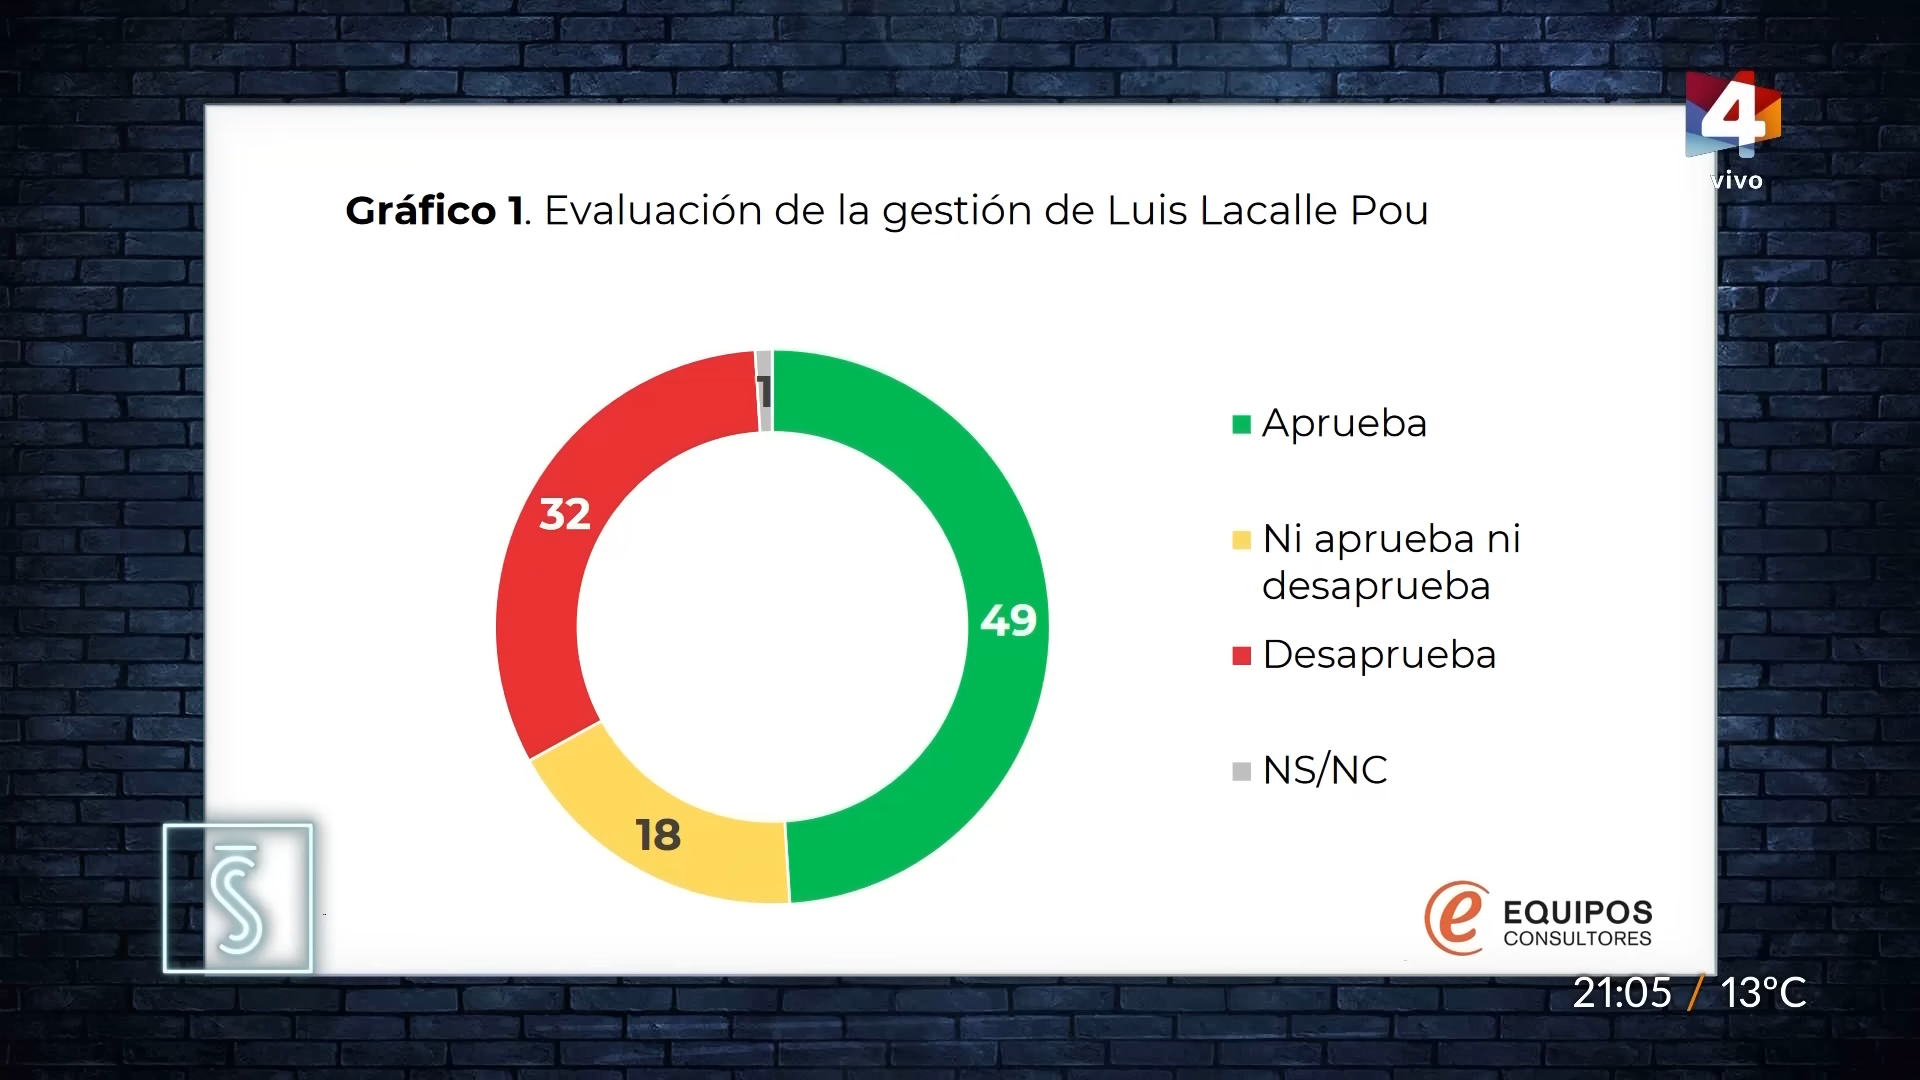 4
vivo
Gráfico 1. Evaluación de la gestión de Luis Lacalle Pou
1
32
49
18
Aprueba
Ni aprueba ni
desaprueba
Desaprueba
NS/NC
e EQUIPOS
CONSULTORES
21:05 / 13°C